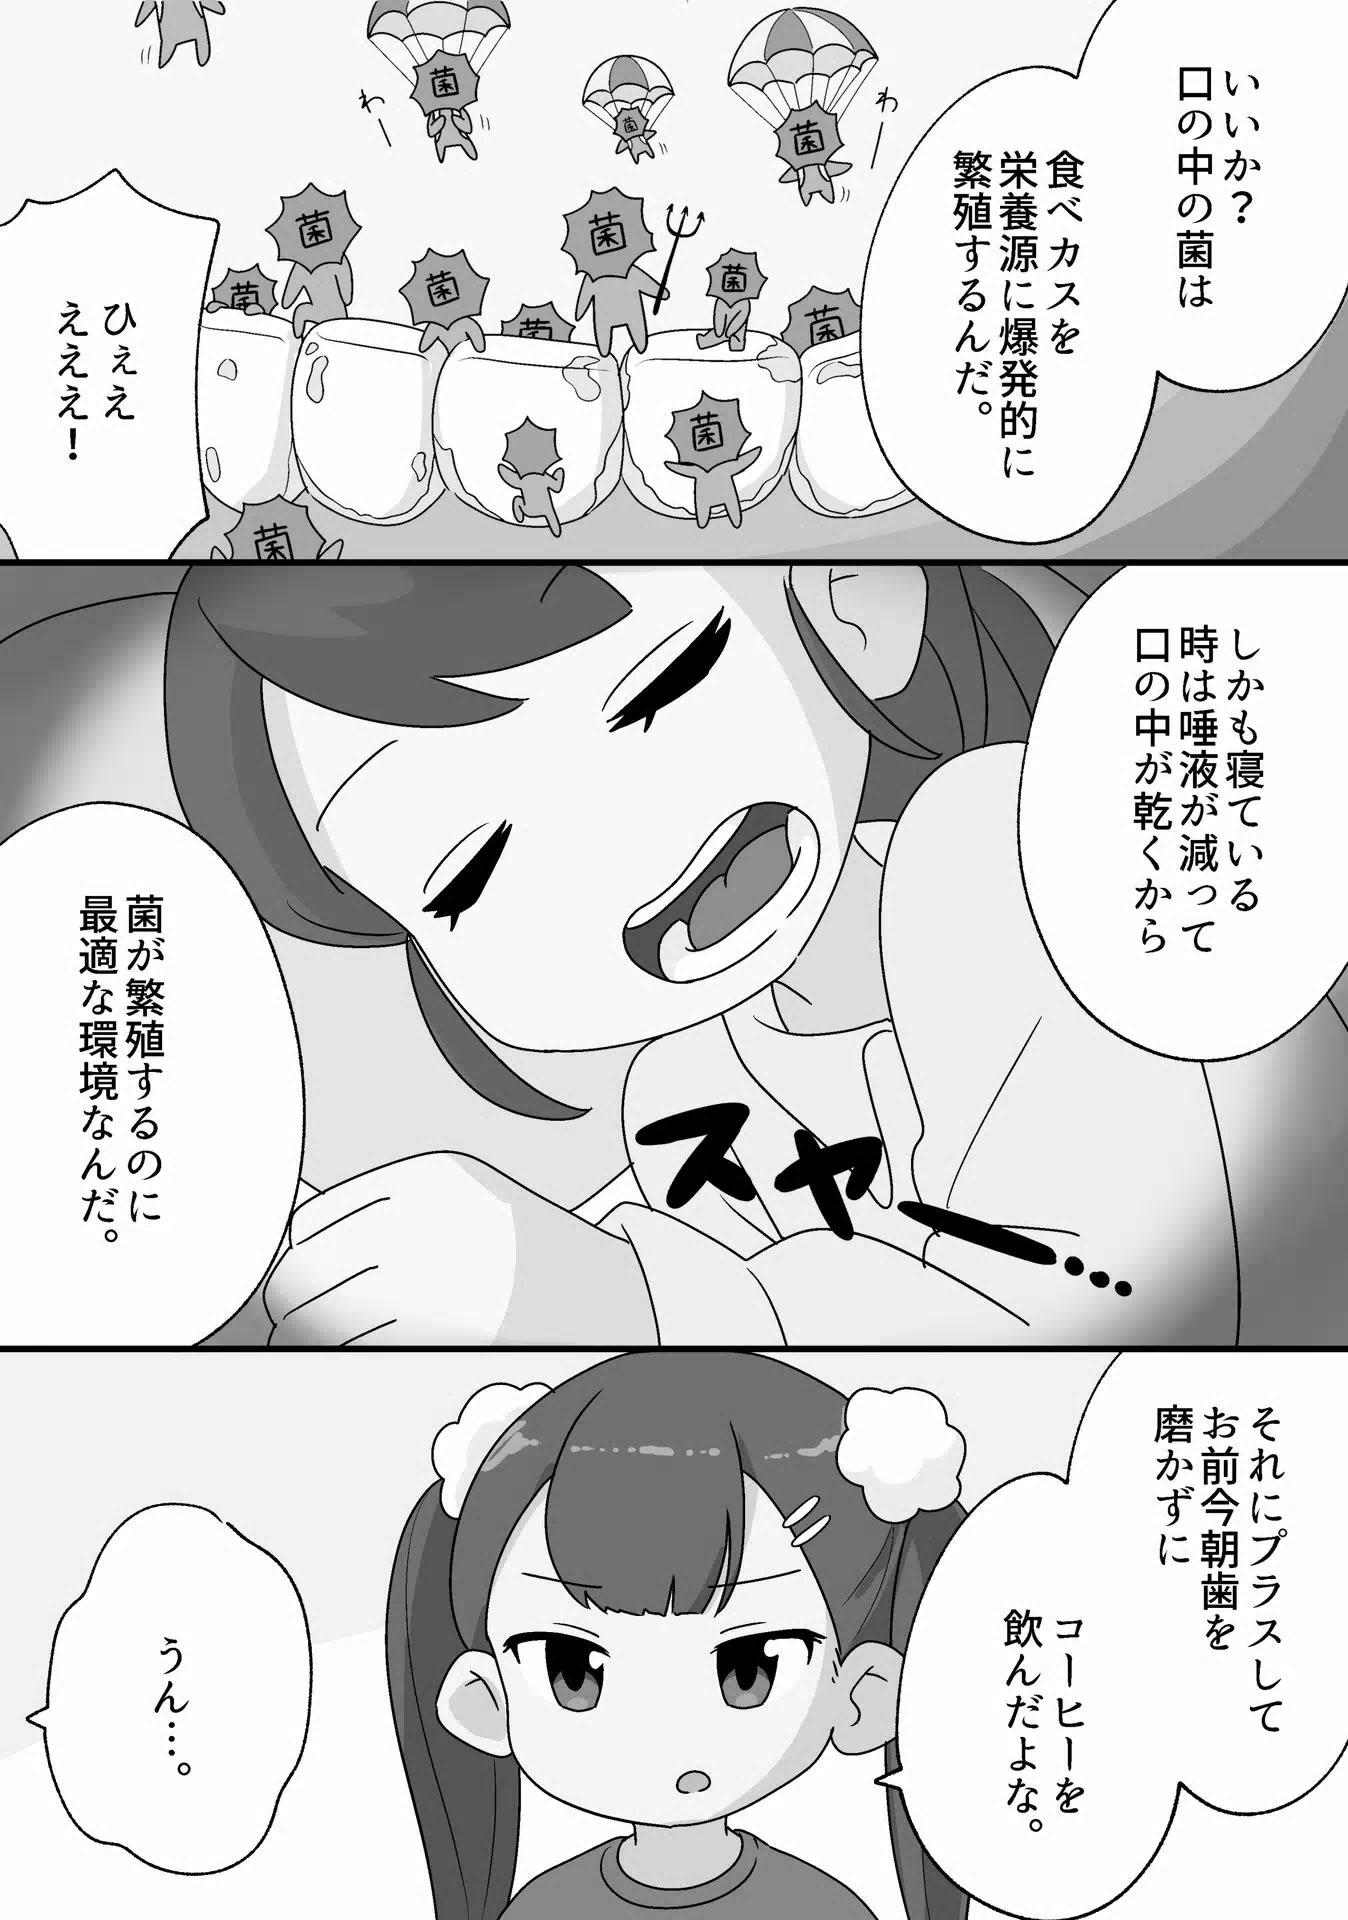 いいか？
口の中の菌は
食べカスを
栄養源に爆発的に
繁殖するんだ。
菌
菌
菌
わー
わー
菌
菌
菌
菌
菌
菌
菌
菌
菌
ひぇえ
えええ！
しかも寝ている
時は唾液が減って
口の中が乾くから
菌が繁殖するのに
最適な環境なんだ。
スヤー…
それにプラスして
お前今朝歯を
磨かずに
コーヒーを
飲んだよな。
うん…。